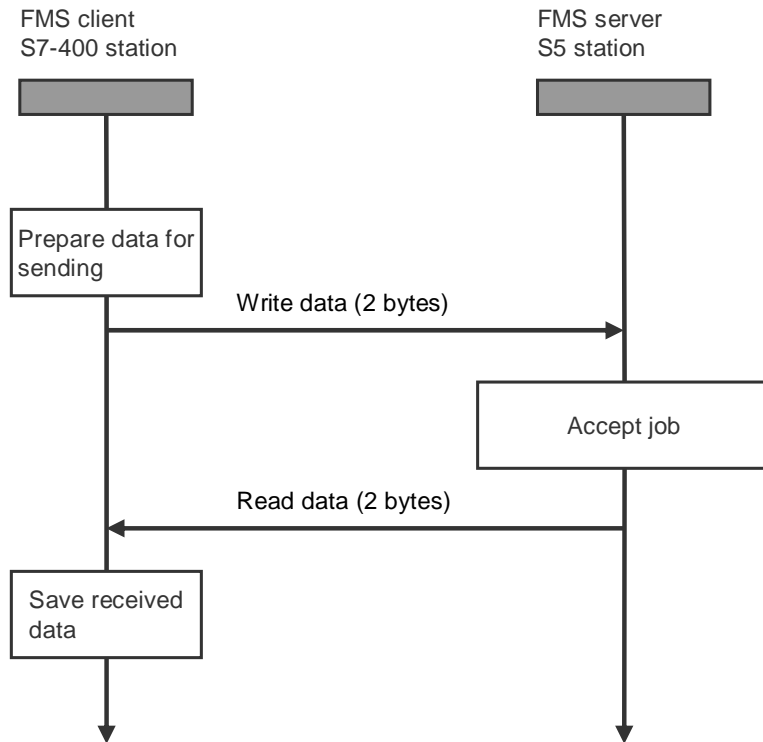 FMS client
S7-400 station
FMS server
S5 station
Prepare data for
sending
Write data (2 bytes)
Accept job
Read data (2 bytes)
Save received
data